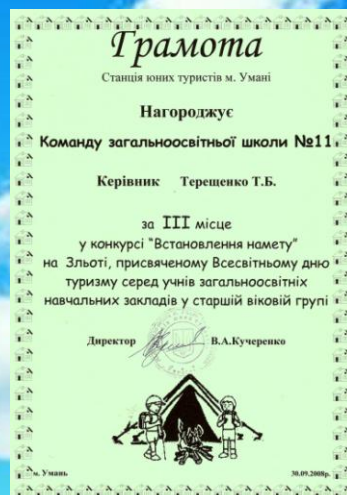 Грамота
Станція юних туристів м. Умані
Нагороджує
Команду загальноосвітньої школи №11
Керівник Терещенко Т.Б.
за III місце
у конкурсі "Встановлення намету"
на Зльоті, присвяченому Всесвітньому дню
туризму серед учнів загальноосвітніх
навчальних закладів у старшій віковій групі
Директор В.А.Кучеренко
м. Умань 30.09.2008р.